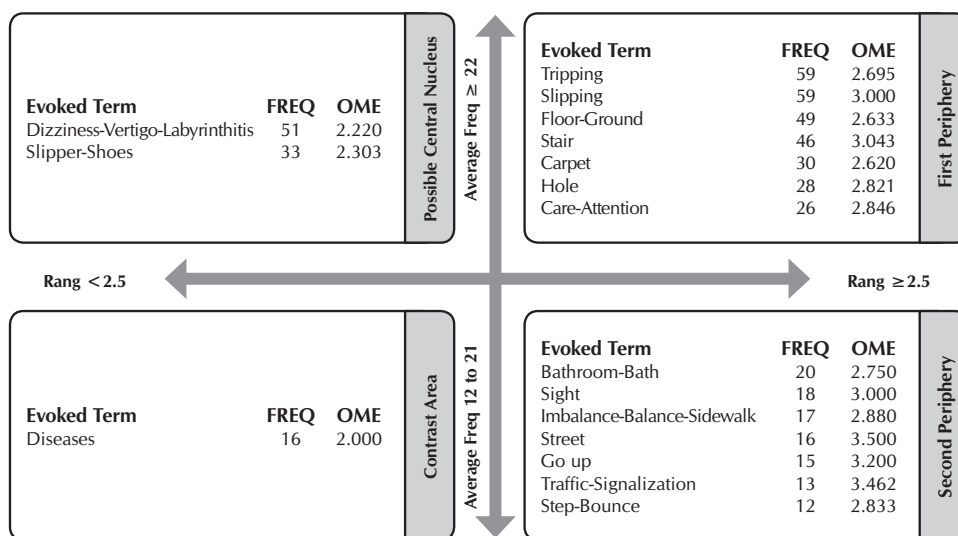 Evoked Term FREQ OME
Dizziness-Vertigo-Labyrinthitis 51 2.220
Slipper-Shoes 33 2.303
Possible Central Nucleus
Average Freq ≥ 22
Evoked Term FREQ OME
Tripping 59 2.695
Slipping 59 3.000
Floor-Ground 49 2.633
Stair 46 3.043
Carpet 30 2.620
Hole 28 2.821
Care-Attention 26 2.846
First Periphery
Rang < 2.5
Rang ≥ 2.5
Evoked Term FREQ OME
Diseases 16 2.000
Contrast Area
Average Freq 12 to 21
Evoked Term FREQ OME
Bathroom-Bath 20 2.750
Sight 18 3.000
Imbalance-Balance-Sidewalk 17 2.880
Street 16 3.500
Go up 15 3.200
Traffic-Signalization 13 3.462
Step-Bounce 12 2.833
Second Periphery